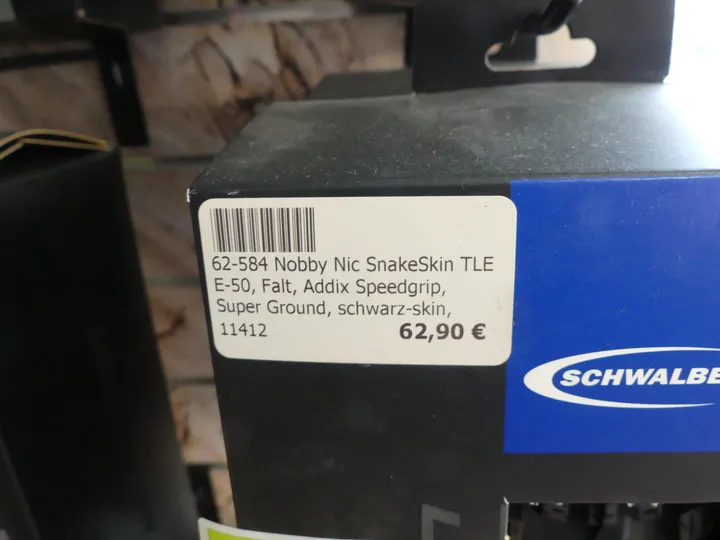 62-584 Nobby Nic SnakeSkin TLE
E-50, Falt, Addix Speedgrip,
Super Ground, schwarz-skin,
11412 62,90 €
SCHWALBE